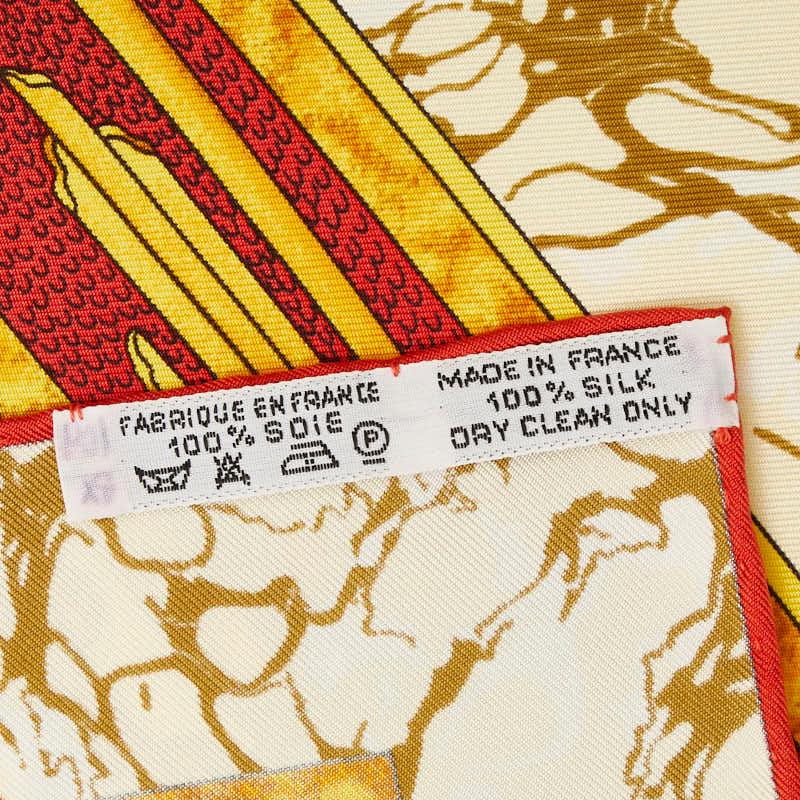 FABRIQUE EN FRANCE
100% SOIE
P
MADE IN FRANCE
100% SILK
DRY CLEAN ONLY